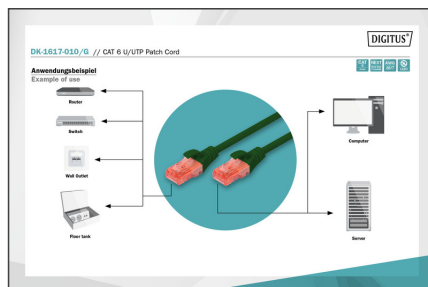 DIGITUS®
DK-1617-010/G // CAT 6 U/UTP Patch Cord
Anwendungsbeispiel
Example of use
Router
Switch
Wall Outlet
Floor tank
Computer
Server